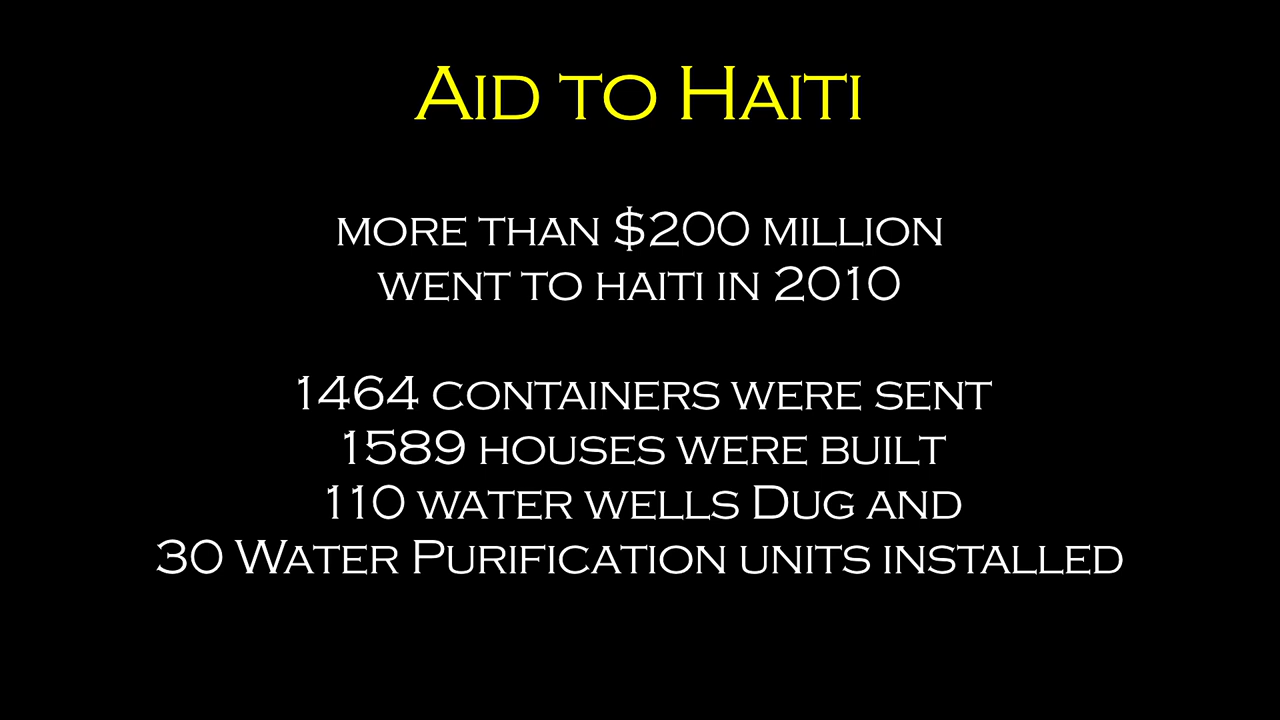 Aid to Haiti
more than $200 million
went to haiti in 2010
1464 containers were sent
1589 houses were built
110 water wells Dug and
30 Water Purification units installed